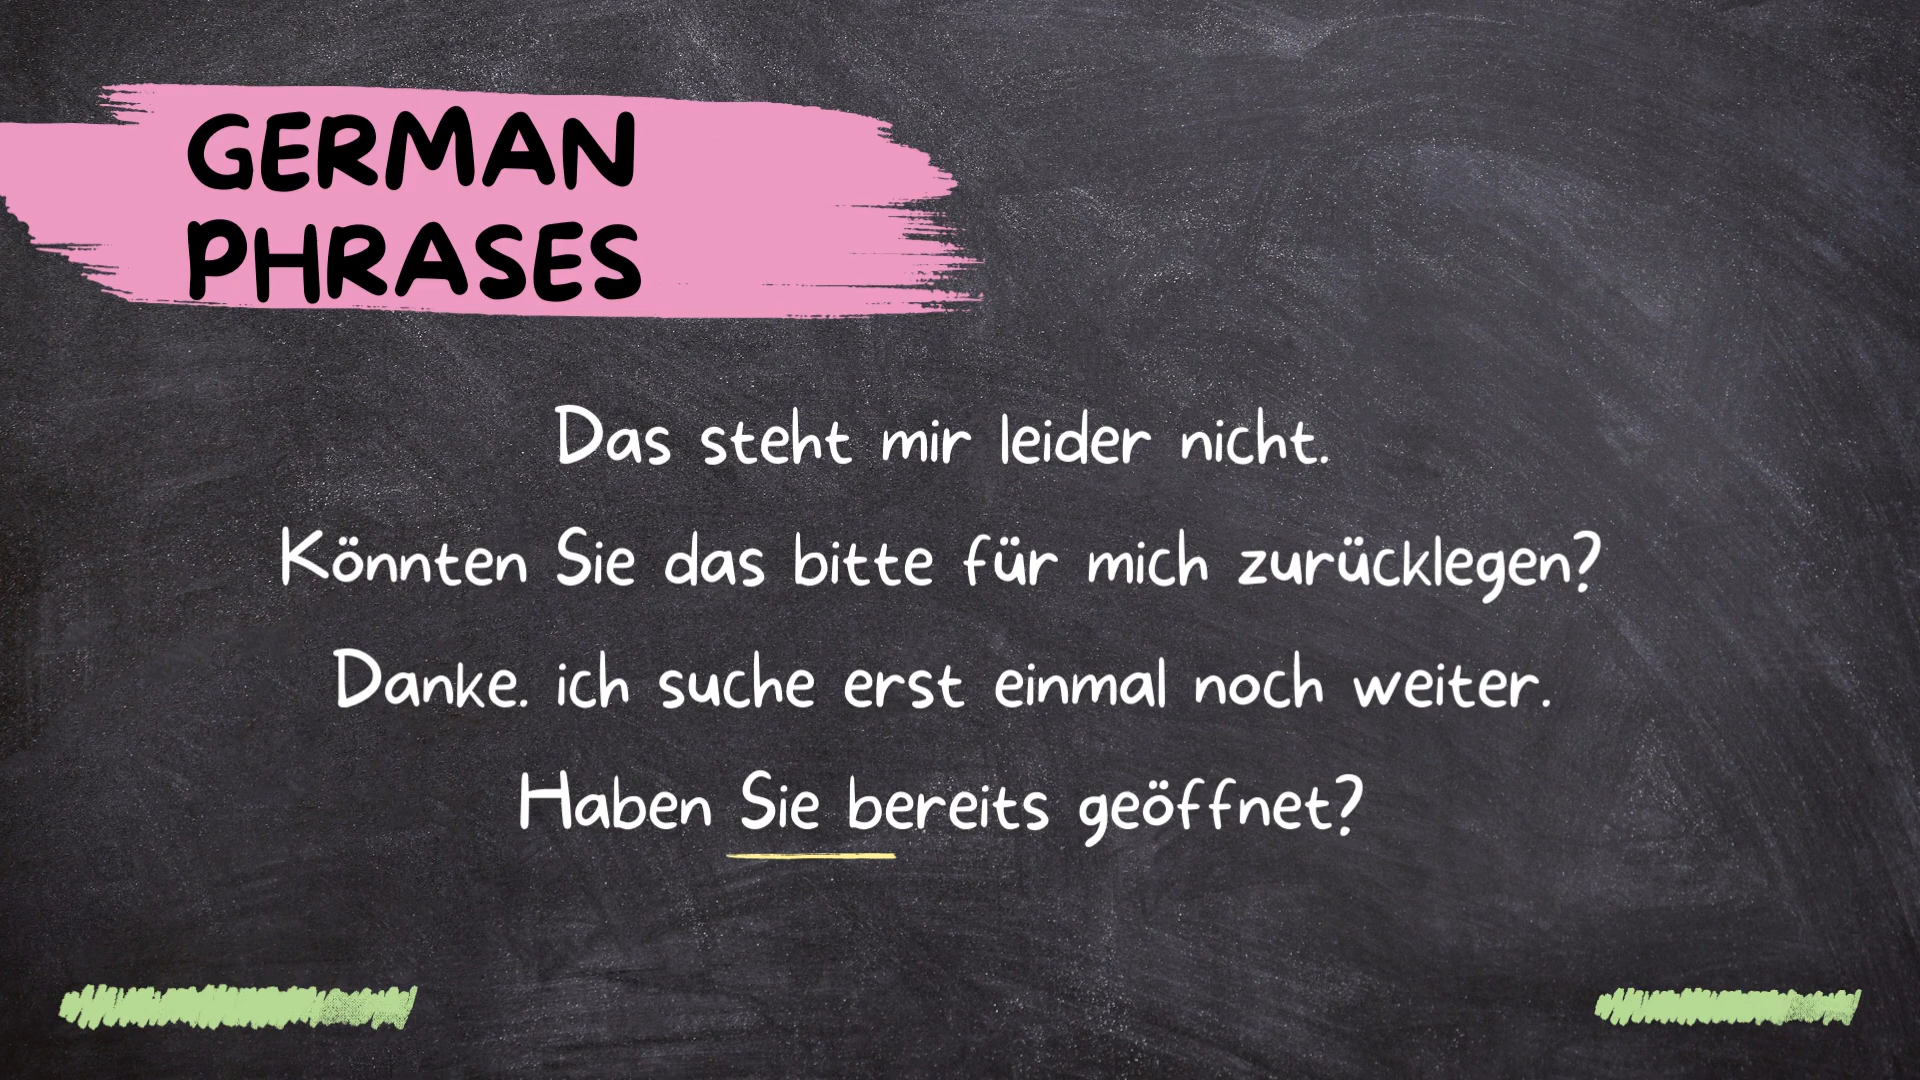 GERMAN
PHRASES
Das steht mir leider nicht.
Könnten Sie das bitte für mich zurücklegen?
Danke. ich suche erst einmal noch weiter.
Haben Sie bereits geöffnet?